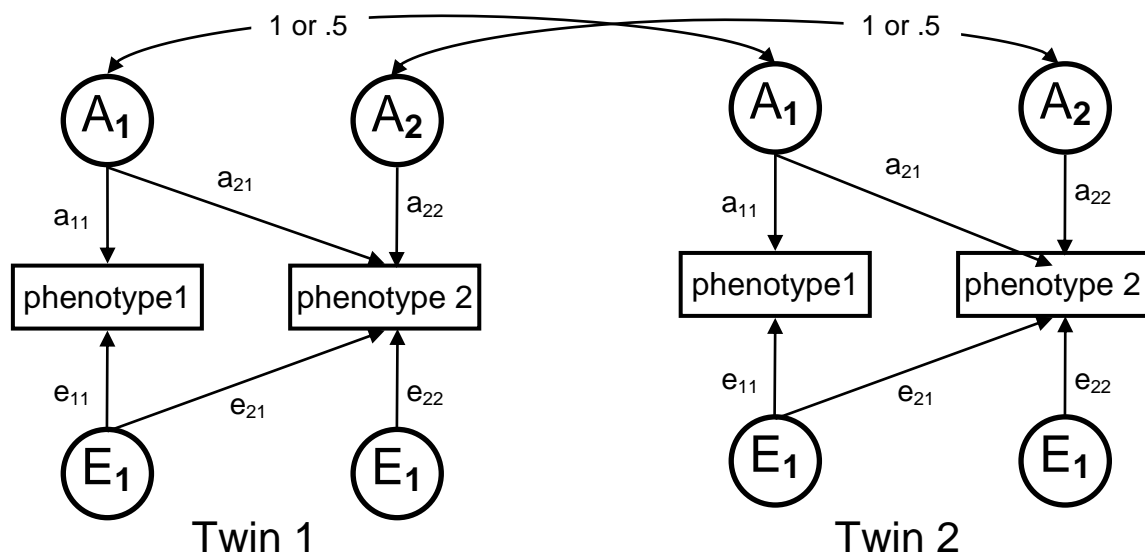 1 or .5 1 or .5
A1 A2 A1 A2
a21 a21
a11 a22 a11 a22
phenotype1 phenotype 2 phenotype1 phenotype 2
e11 e21 e22 e11 e21 e22
E1 E1 E1 E1
Twin 1 Twin 2